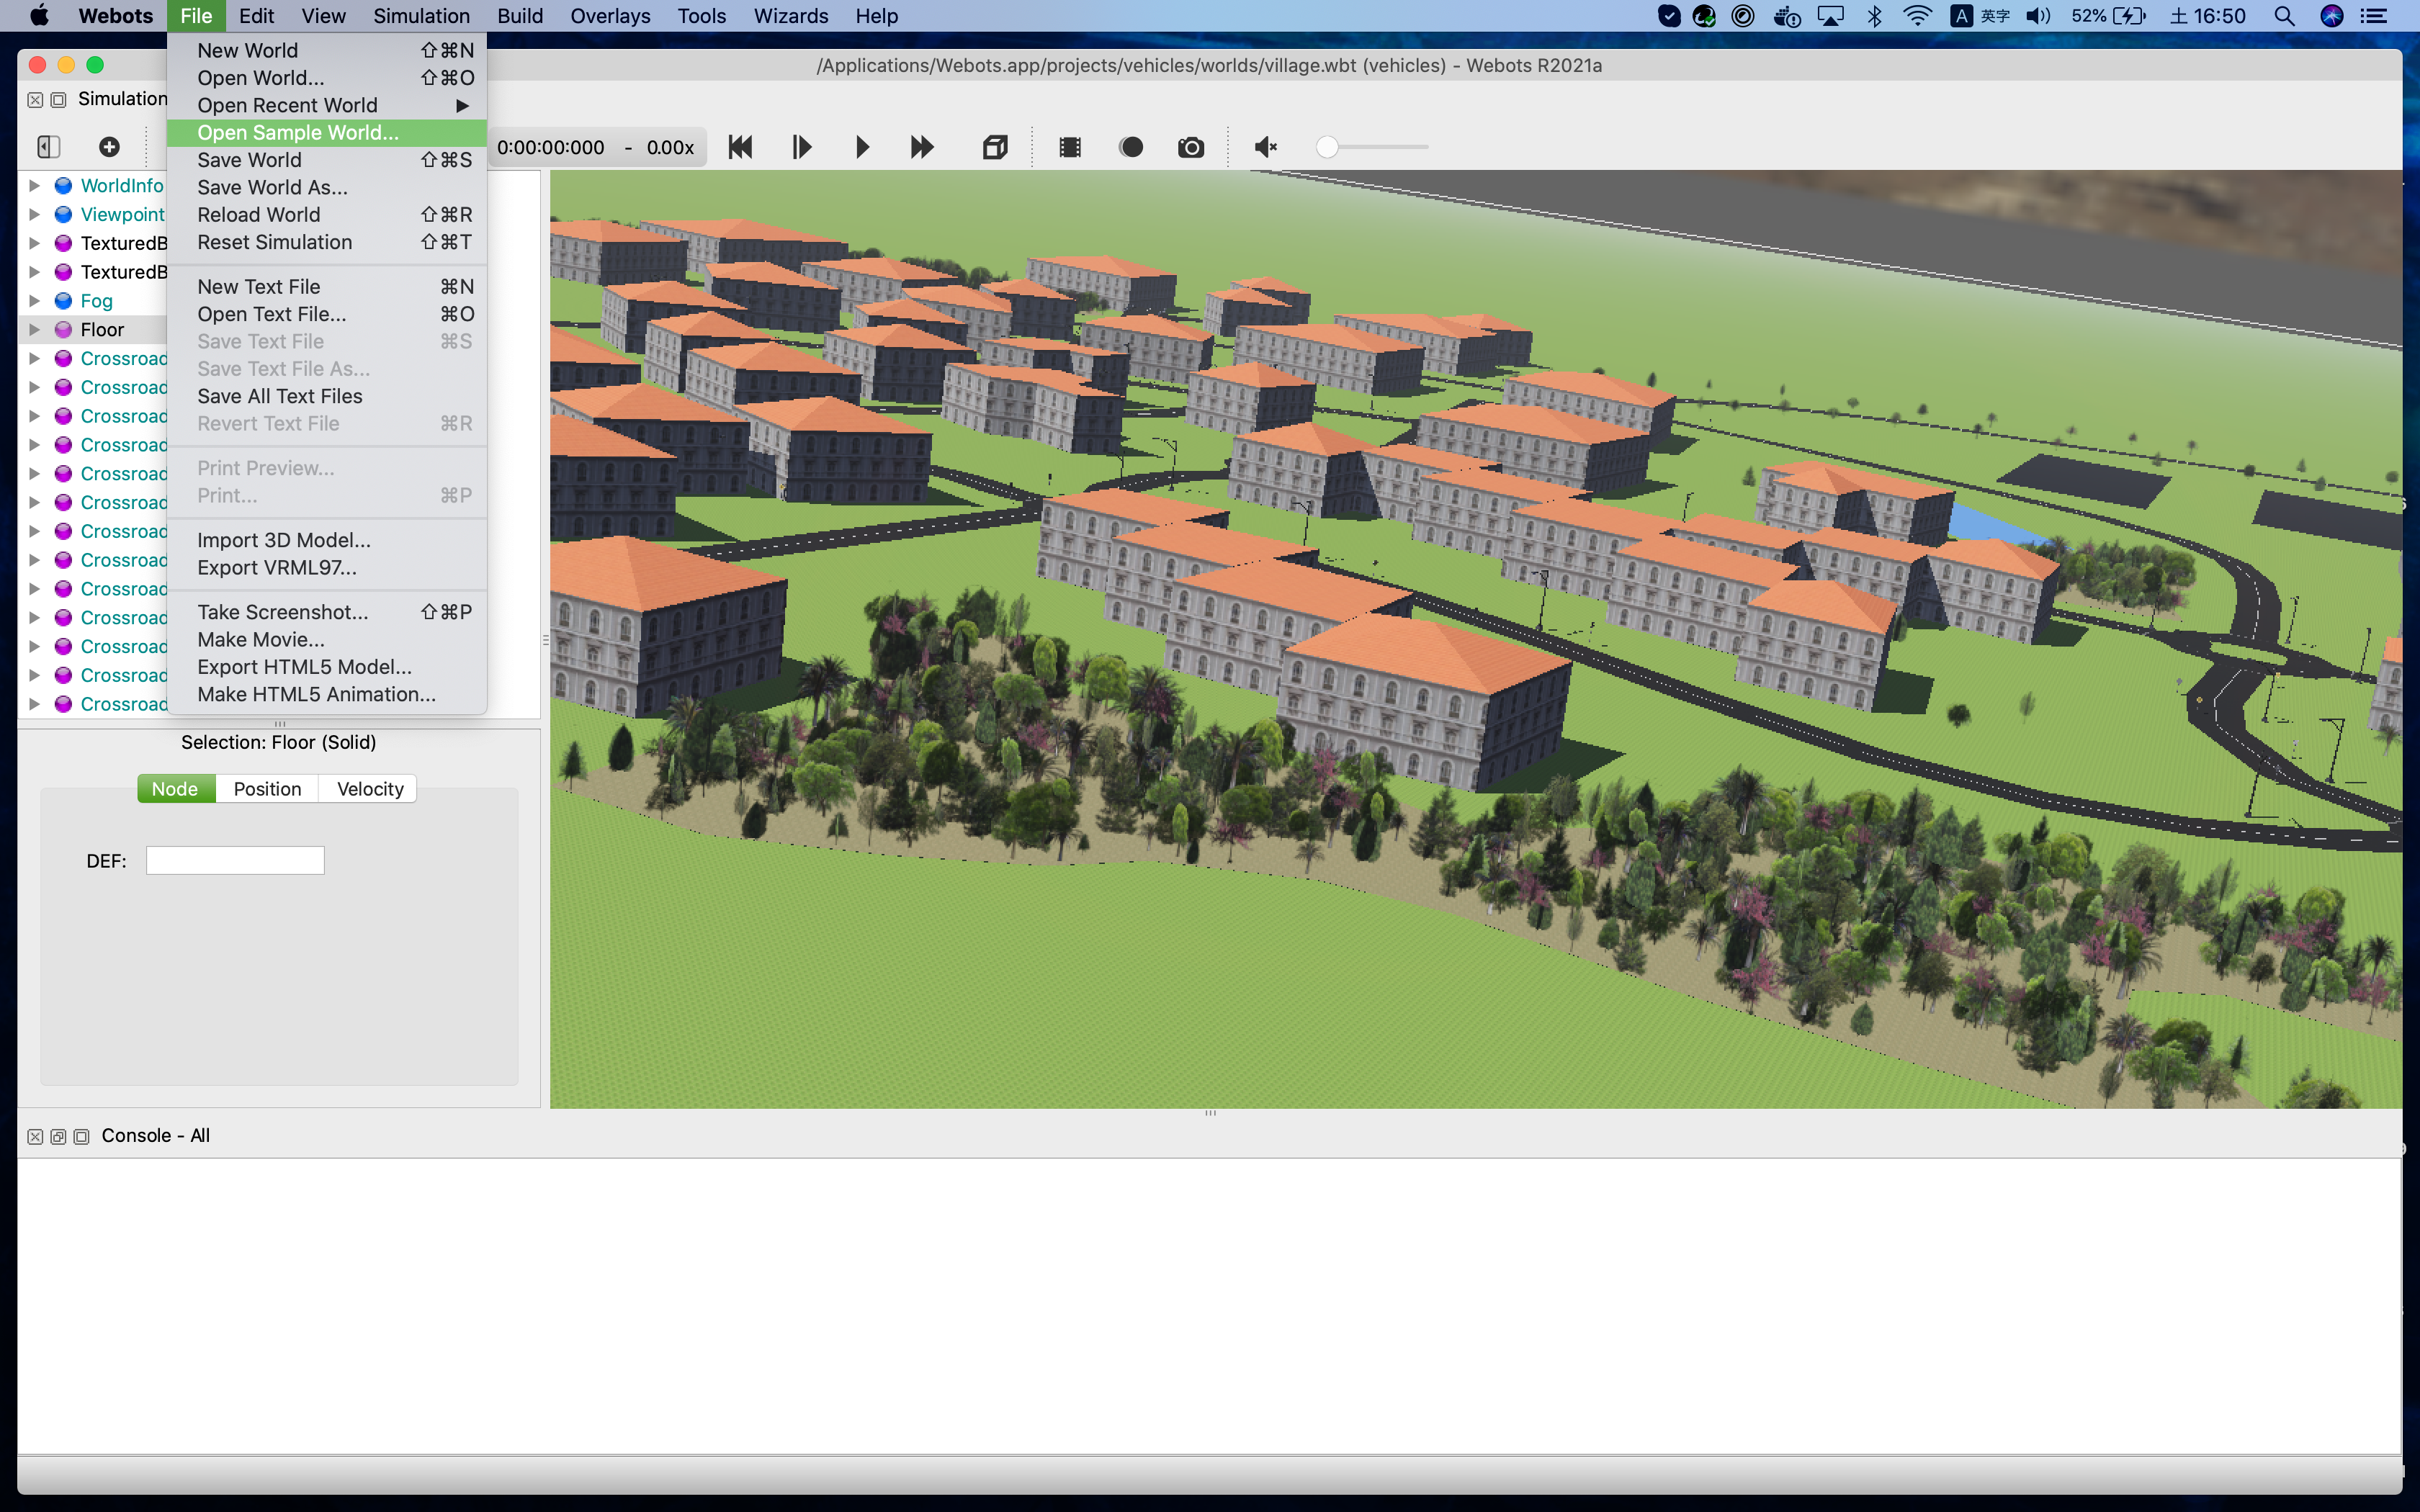 Webots File Edit View Simulation Build Overlays Tools Wizards Help A 英字 52% 土 16:50
/Applications/Webots.app/projects/vehicles/worlds/village.wbt (vehicles) - Webots R2021a
New World ⇧⌘N
Open World... ⇧⌘O
Open Recent World ▶
Open Sample World...
Save World ⇧⌘S
Save World As...
Reload World ⇧⌘R
Reset Simulation ⇧⌘T
New Text File ⌘N
Open Text File... ⌘O
Save Text File ⌘S
Save Text File As...
Save All Text Files
Revert Text File ⌘R
Print Preview...
Print... ⌘P
Import 3D Model...
Export VRML97...
Take Screenshot... ⇧⌘P
Make Movie...
Export HTML5 Model...
Make HTML5 Animation...
Simulation
0:00:00:000 - 0.00x
WorldInfo
Viewpoint
TexturedB
TexturedB
Fog
Floor
Crossroad
Crossroad
Crossroad
Crossroad
Crossroad
Crossroad
Crossroad
Crossroad
Crossroad
Crossroad
Crossroad
Crossroad
Crossroad
Selection: Floor (Solid)
Node Position Velocity
DEF:
Console - All